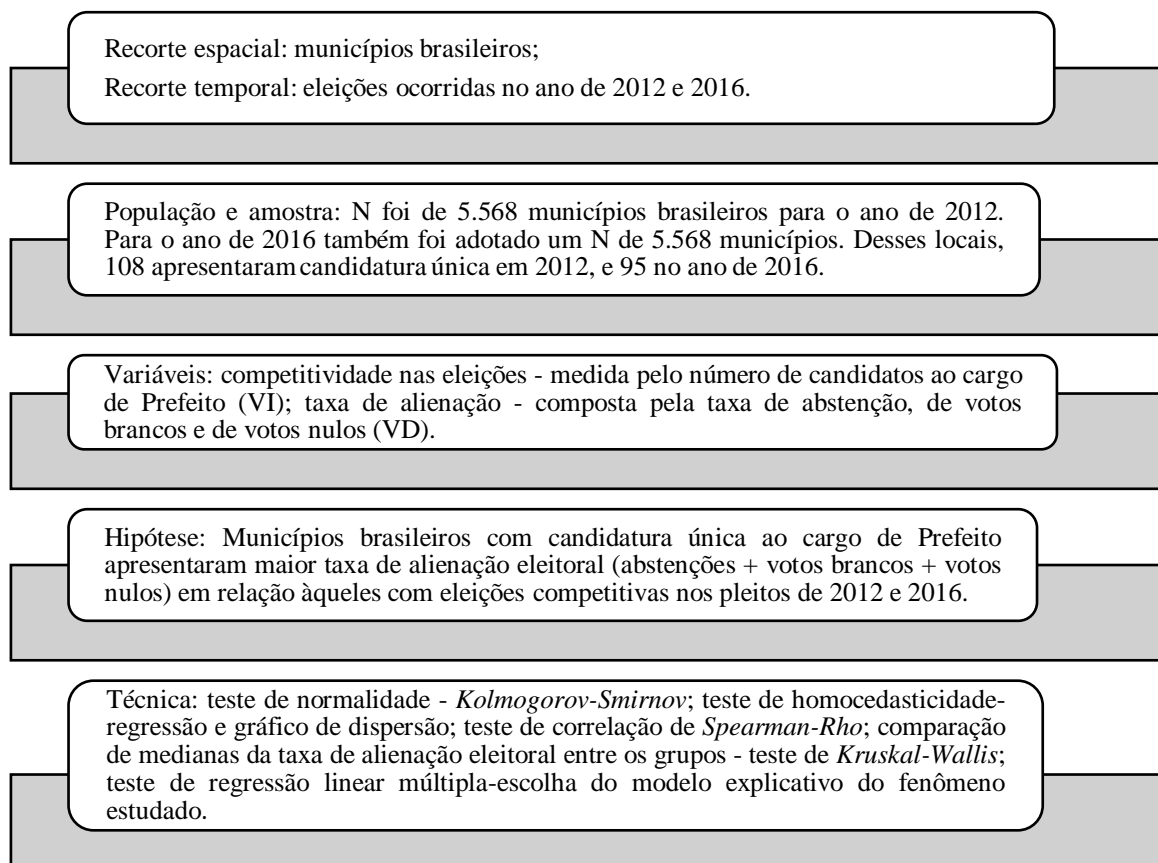 Recorte espacial: municípios brasileiros;
Recorte temporal: eleições ocorridas no ano de 2012 e 2016.
População e amostra: N foi de 5.568 municípios brasileiros para o ano de 2012.
Para o ano de 2016 também foi adotado um N de 5.568 municípios. Desses locais,
108 apresentaram candidatura única em 2012, e 95 no ano de 2016.
Variáveis: competitividade nas eleições - medida pelo número de candidatos ao cargo
de Prefeito (VI); taxa de alienação - composta pela taxa de abstenção, de votos
brancos e de votos nulos (VD).
Hipótese: Municípios brasileiros com candidatura única ao cargo de Prefeito
apresentaram maior taxa de alienação eleitoral (abstenções + votos brancos + votos
nulos) em relação àqueles com eleições competitivas nos pleitos de 2012 e 2016.
Técnica: teste de normalidade - Kolmogorov-Smirnov; teste de homocedasticidade-
regressão e gráfico de dispersão; teste de correlação de Spearman-Rho; comparação
de medianas da taxa de alienação eleitoral entre os grupos - teste de Kruskal-Wallis;
teste de regressão linear múltipla-escolha do modelo explicativo do fenômeno
estudado.